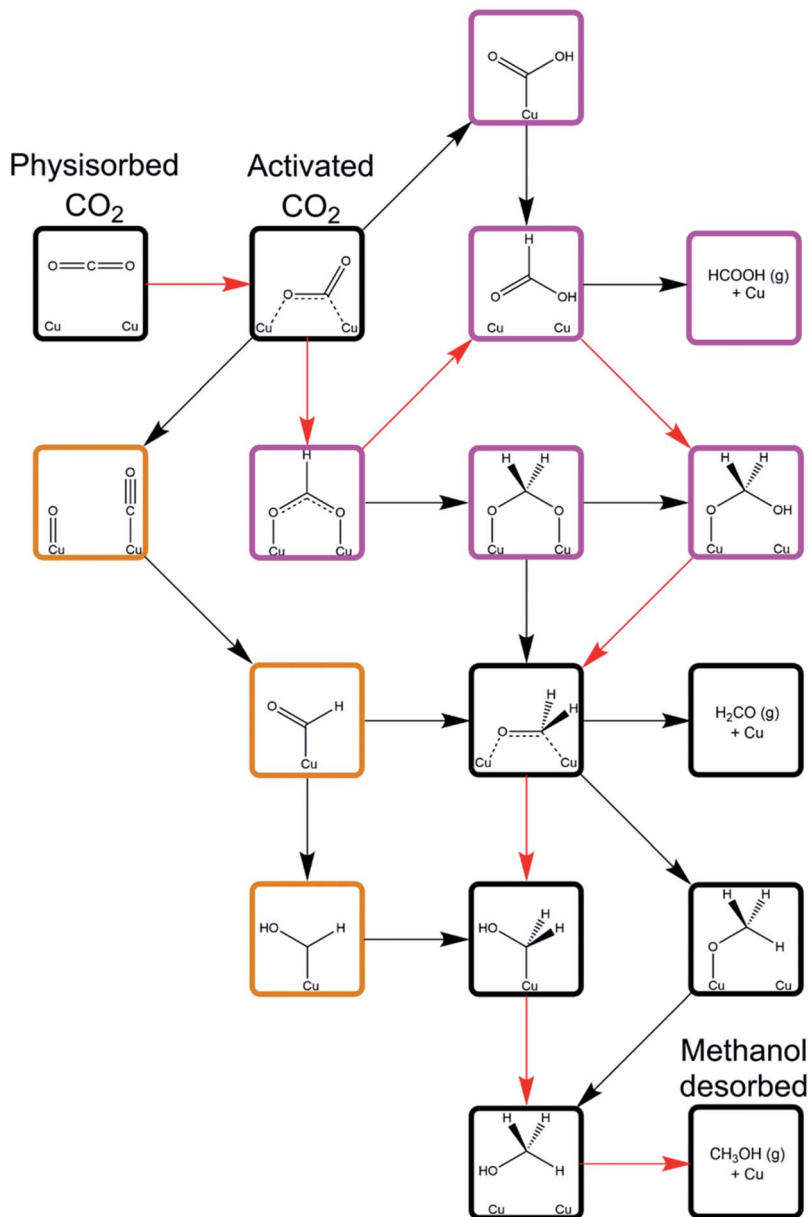 O OH
Cu
Physisorbed
CO₂
Activated
CO₂
O C O
Cu Cu
O
O
Cu Cu
H
O OH
Cu Cu
HCOOH (g)
+ Cu
O
O C
Cu Cu
H
O O
Cu Cu
H H
O O
Cu Cu
H H
O OH
Cu Cu
O H
Cu
H
O H
Cu Cu
H₂CO (g)
+ Cu
HO H
Cu
H
HO H
Cu
H H
O H
Cu Cu
Methanol
desorbed
H H
HO H
Cu Cu
CH₃OH (g)
+ Cu